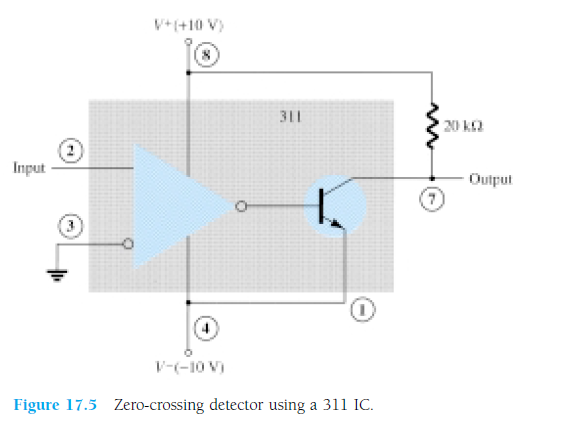 V+(+10 V)
8
311
20 kΩ
2
Input
Output
7
3
1
4
V-(-10 V)
Figure 17.5 Zero-crossing detector using a 311 IC.